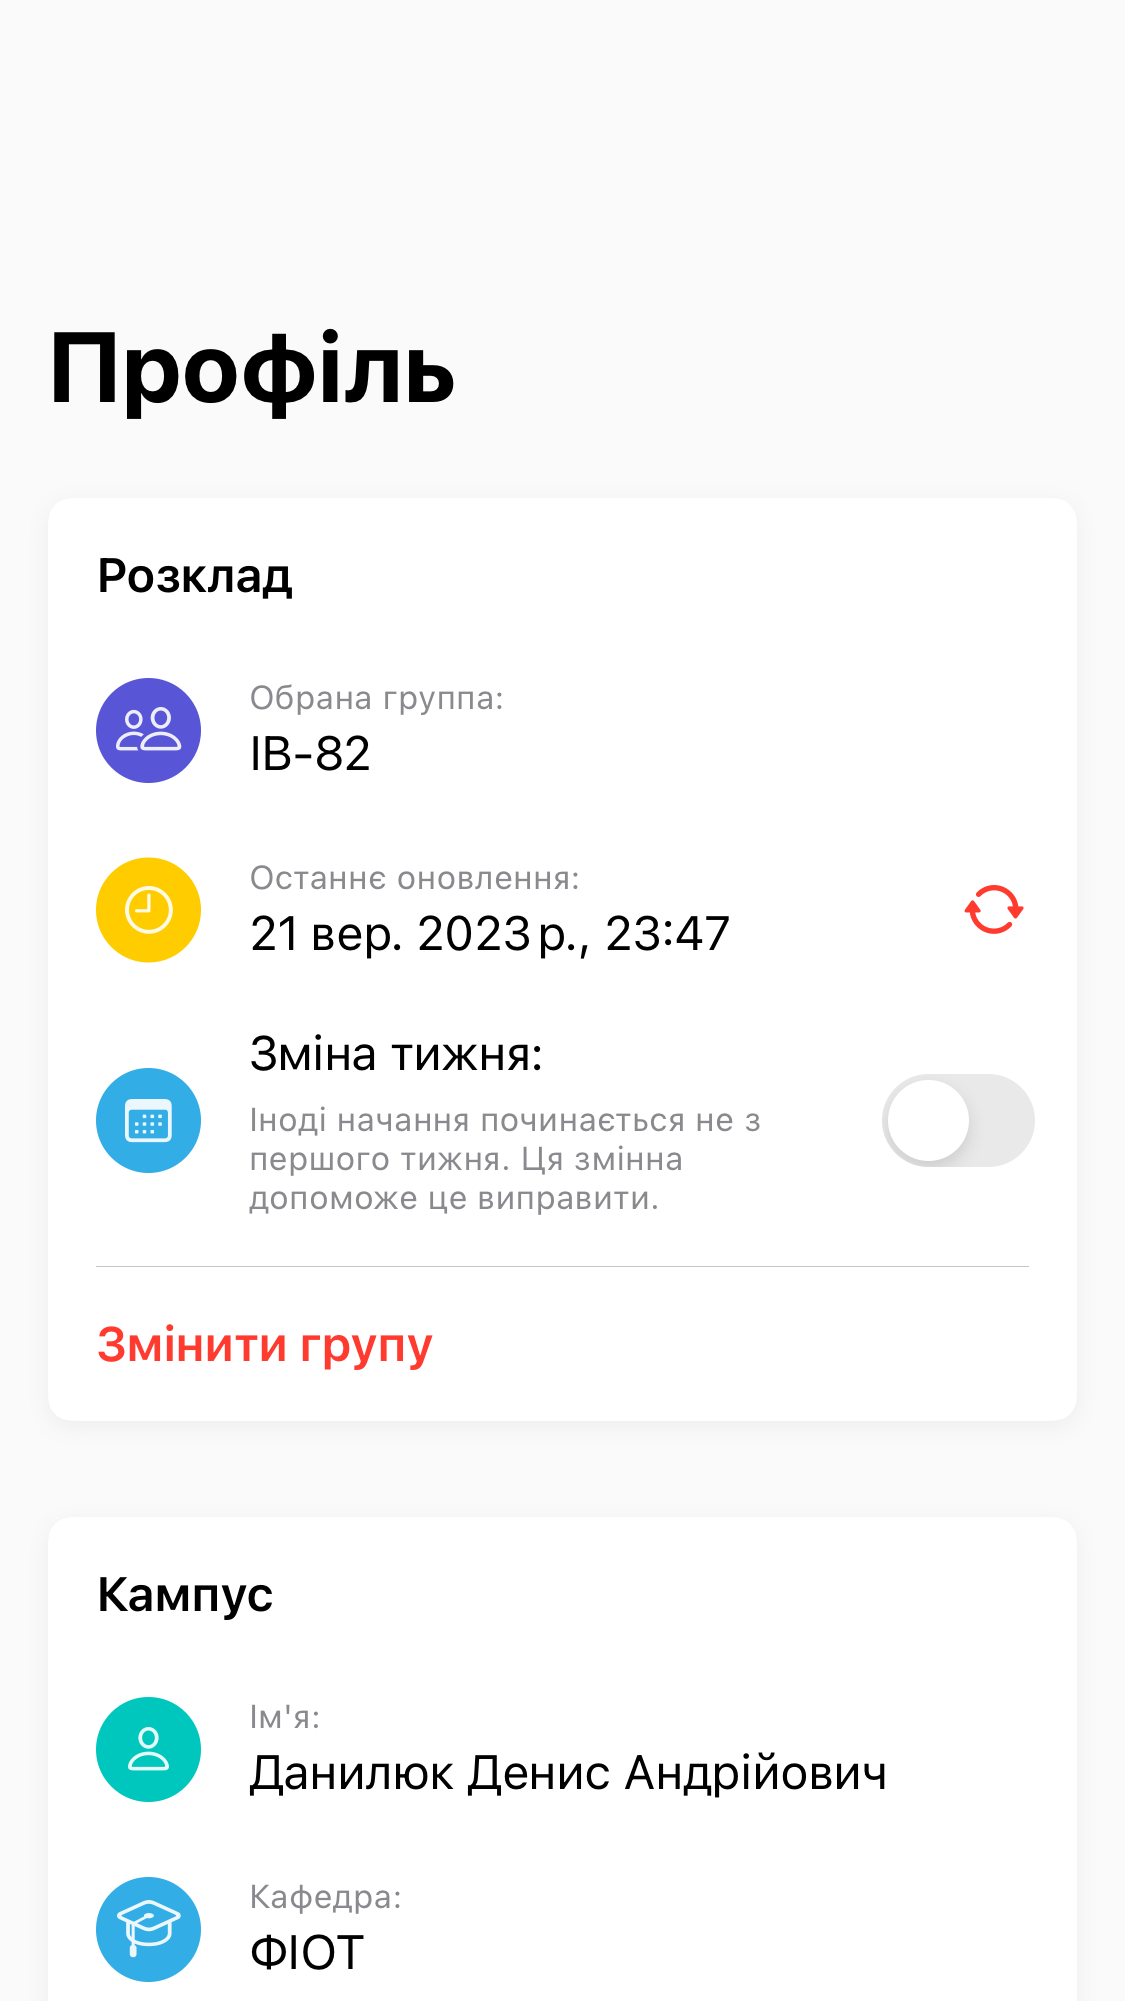 Профіль
Розклад
Обрана группа:
ІВ-82
Останнє оновлення:
21 вер. 2023 р., 23:47
Зміна тижня:
Іноді начання починається не з
першого тижня. Ця змінна
допоможе це виправити.
Змінити групу
Кампус
Ім'я:
Данилюк Денис Андрійович
Кафедра:
ФІОТ